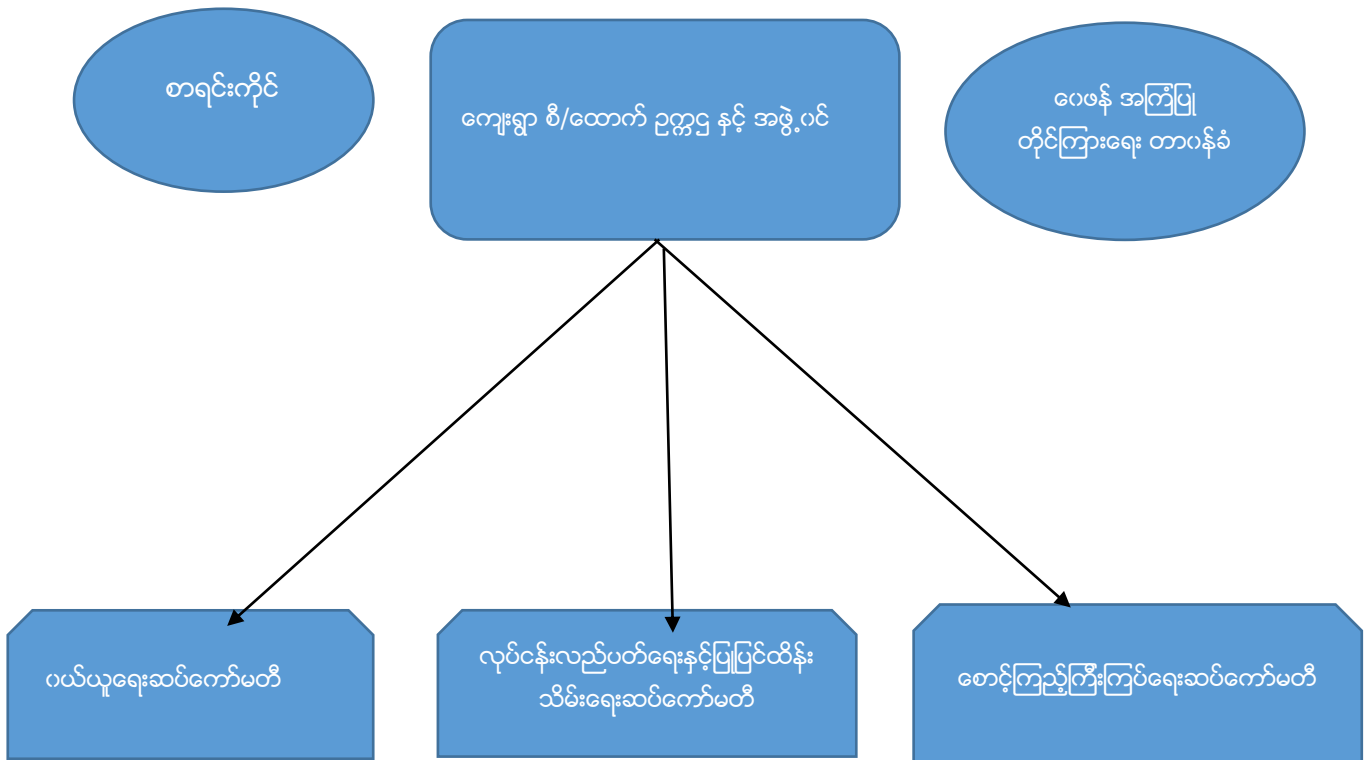 စာရင်းကိုင်
ကျေးရွာ စီ/ထောက် ဥက္ကဌ နှင့် အဖွဲ့ဝင်
ဝေဖန် အကြံပြု
တိုင်ကြားရေး တာဝန်ခံ
ဝယ်ယူရေးဆပ်ကော်မတီ
လုပ်ငန်းလည်ပတ်ရေးနှင့်ပြုပြင်ထိန်း
သိမ်းရေးဆပ်ကော်မတီ
စောင့်ကြည့်ကြီးကြပ်ရေးဆပ်ကော်မတီ